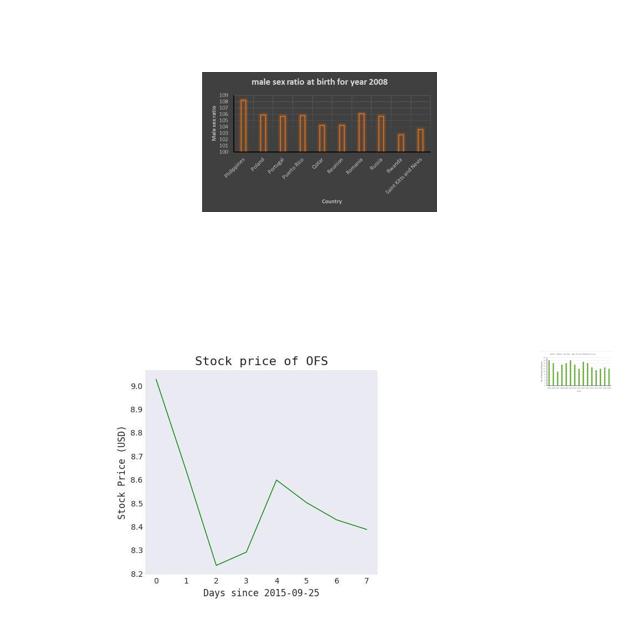 male sex ratio at birth for year 2008
Male sex ratio
109
108
107
106
105
104
103
102
101
100
Philippines
Poland
Portugal
Puerto Rico
Qatar
Reunion
Romania
Russia
Rwanda
Saint Kitts and Nevis
Country
Stock price of OFS
Stock Price (USD)
9.0
8.9
8.8
8.7
8.6
8.5
8.4
8.3
8.2
0 1 2 3 4 5 6 7
Days since 2015-09-25